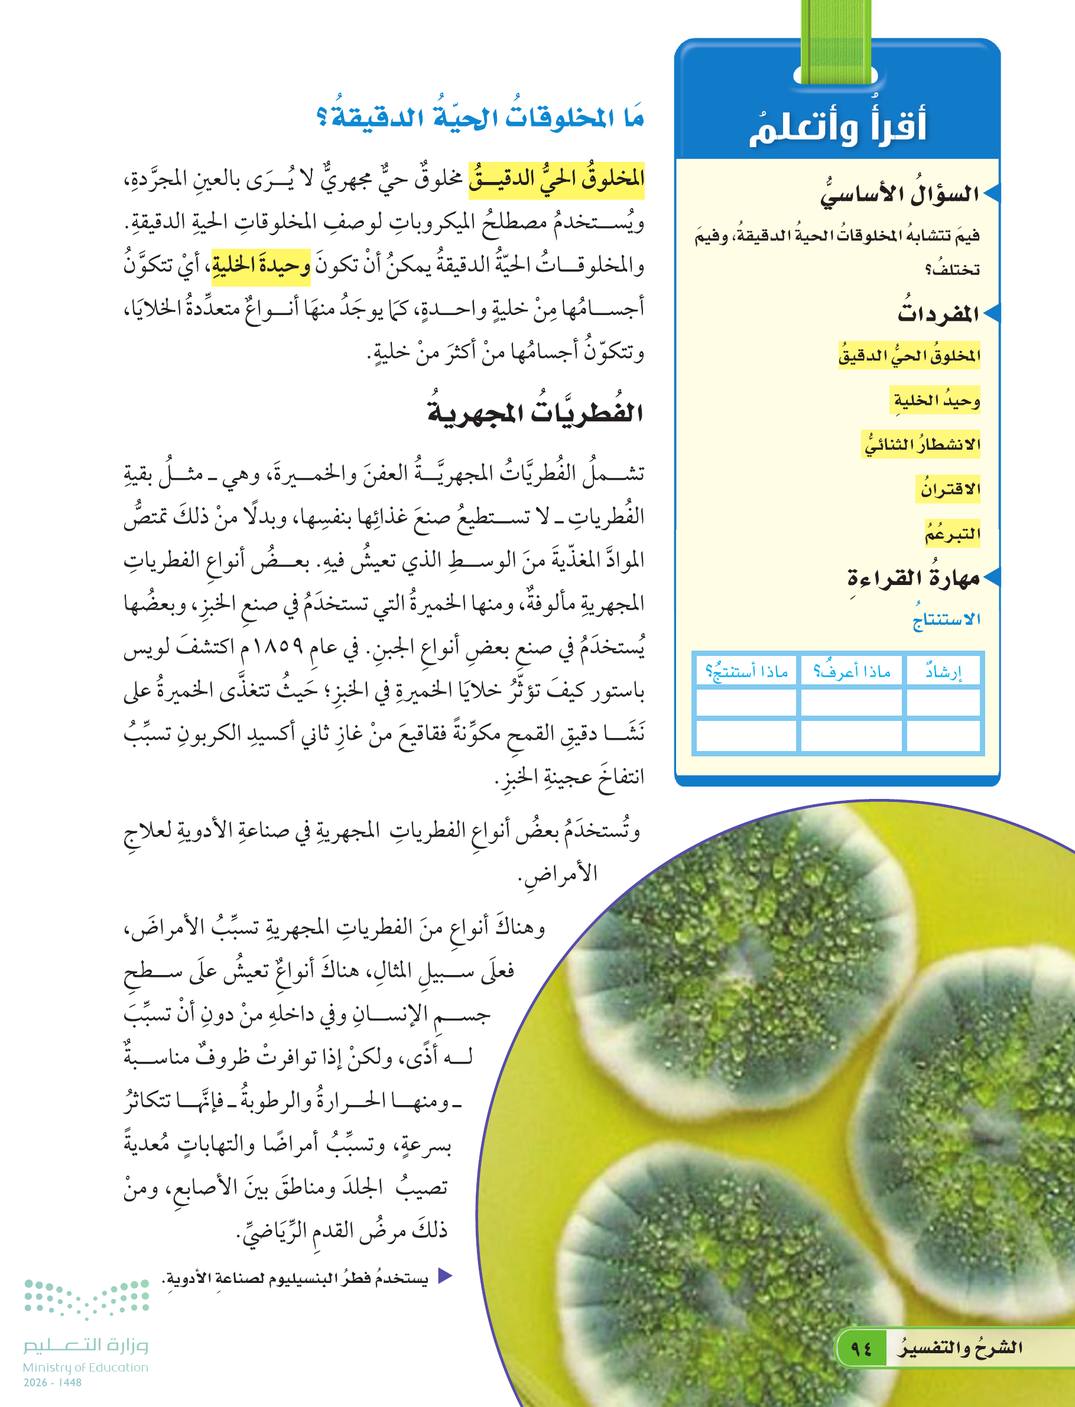 أقرأُ وأتعلمُ
السؤالُ الأساسيُّ
فيمَ تتشابهُ المخلوقاتُ الحيةُ الدقيقةُ، وفيمَ
تختلفُ؟
المفرداتُ
المخلوقُ الحيُّ الدقيقُ
وحيدُ الخليةِ
الانشطارُ الثنائيُّ
الاقترانُ
التبرعُمُ
مهارةُ القراءةِ
الاستنتاجُ
إرشادٌ ماذا أعرفُ؟ ماذا أستنتجُ؟
مَا المخلوقاتُ الحيّةُ الدقيقةُ؟
المخلوقُ الحيُّ الدقيـقُ مخلوقٌ حيٌّ مجهريٌّ لا يُـرَى بالعينِ المجرَّدةِ،
ويُستخدمُ مصطلحُ الميكروباتِ لوصفِ المخلوقاتِ الحيةِ الدقيقةِ.
والمخلوقاتُ الحيّةُ الدقيقةُ يمكنُ أنْ تكونَ وحيدةَ الخليةِ، أيْ تتكوَّنُ
أجسامُها مِنْ خليةٍ واحدةٍ، كمَا يوجَدُ منهَا أنواعٌ متعدِّدةُ الخلايَا،
وتتكوّنُ أجسامُها منْ أكثرَ منْ خليةٍ.
الفُطريَّاتُ المجهريةُ
تشملُ الفُطريَّاتُ المجهريَّةُ العفنَ والخميرةَ، وهي ـ مثلُ بقيةِ
الفُطرياتِ ـ لا تستطيعُ صنعَ غذائِها بنفسِها، وبدلًا منْ ذلكَ تمتصُّ
الموادَّ المغذّيةَ منَ الوسطِ الذي تعيشُ فيهِ. بعضُ أنواعِ الفطرياتِ
المجهريةِ مألوفةٌ، ومنها الخميرةُ التي تستخدَمُ في صنعِ الخبزِ، وبعضُها
يُستخدَمُ في صنعِ بعضِ أنواعِ الجبنِ. في عامِ ١٨٥٩م اكتشفَ لويس
باستور كيفَ تؤثّرُ خلايَا الخميرةِ في الخبزِ؛ حَيثُ تتغذَّى الخميرةُ على
نَشَا دقيقِ القمحِ مكوِّنةً فقاقيعَ منْ غازِ ثاني أكسيدِ الكربونِ تسبِّبُ
انتفاخَ عجينةِ الخبزِ.
وتُستخدَمُ بعضُ أنواعِ الفطرياتِ المجهريةِ في صناعةِ الأدويةِ لعلاجِ
الأمراضِ.
وهناكَ أنواع منَ الفطرياتِ المجهريةِ تسبِّبُ الأمراضَ،
فعلَى سبيلِ المثالِ، هناكَ أنواعٌ تعيشُ علَى سطحِ
جسمِ الإنسانِ وفي داخلهِ منْ دونِ أنْ تسبِّبَ
له أذًى، ولكنْ إذا توافرتْ ظروفٌ مناسبةٌ
ـ ومنها الحرارةُ والرطوبةُ ـ فإنَّها تتكاثرُ
بسرعةٍ، وتسبِّبُ أمراضًا والتهاباتٍ مُعديةً
تصيبُ الجلدَ ومناطقَ بينَ الأصابعِ، ومنْ
ذلكَ مرضُ القدمِ الرِّيَاضيِّ.
يستخدمُ فطرُ البنسيليوم لصناعةِ الأدويةِ.
وزارة التعليم
Ministry of Education
2026 - 1448
الشرحُ والتفسيرُ ٩٤